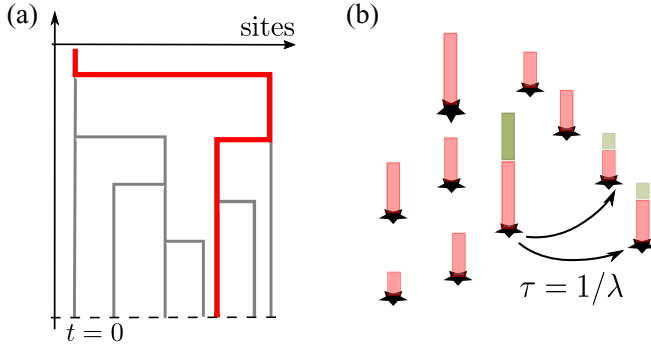 (a)
sites
t = 0
(b)
τ = 1/λ